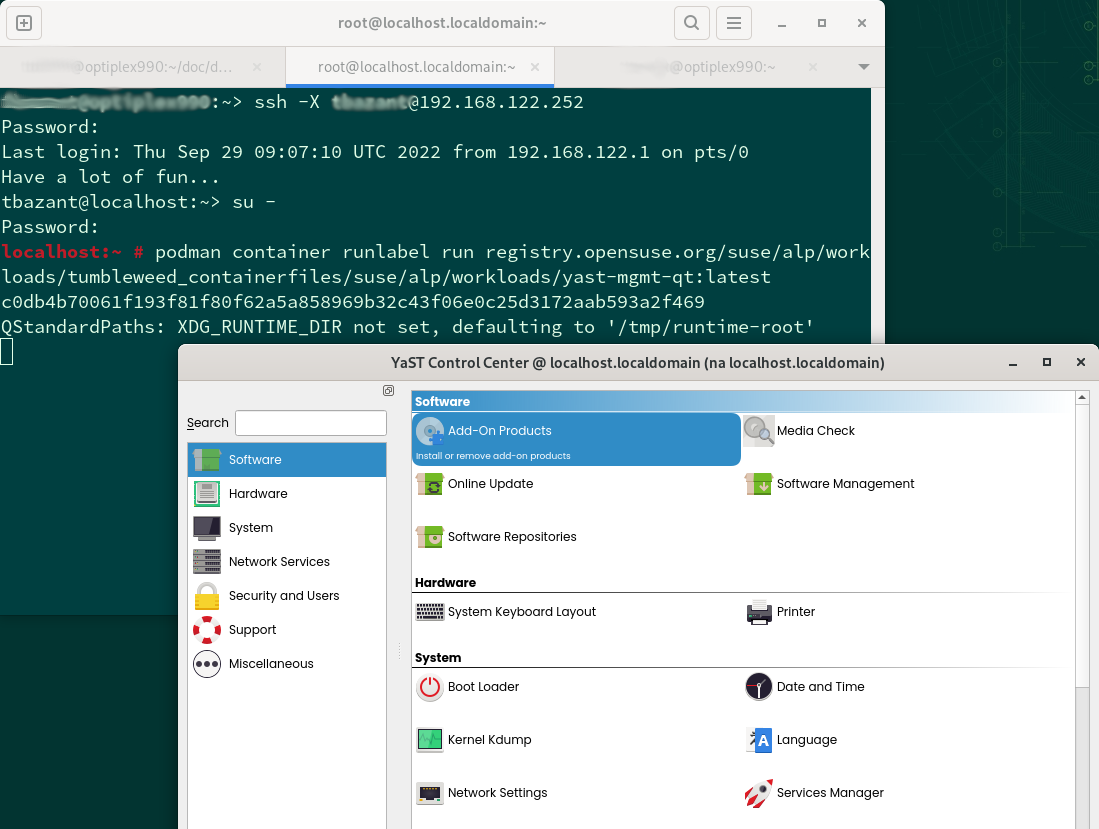 root@localhost.localdomain:~
@optiplex990:~/doc/d...
root@localhost.localdomain:~
@optiplex990:~
:~> ssh -X @192.168.122.252
Password:
Last login: Thu Sep 29 09:07:10 UTC 2022 from 192.168.122.1 on pts/0
Have a lot of fun...
tbazant@localhost:~> su -
Password:
localhost:~ # podman container runlabel run registry.opensuse.org/suse/alp/work
loads/tumbleweed_containerfiles/suse/alp/workloads/yast-mgmt-qt:latest
c0db4b70061f193f81f80f62a5a858969b32c43f06e0c25d3172aab593a2f469
QStandardPaths: XDG_RUNTIME_DIR not set, defaulting to '/tmp/runtime-root'
YaST Control Center @ localhost.localdomain (na localhost.localdomain)
Search
Software
Hardware
System
Network Services
Security and Users
Support
Miscellaneous
Software
Add-On Products
Install or remove add-on products
Media Check
Online Update
Software Management
Software Repositories
Hardware
System Keyboard Layout
Printer
System
Boot Loader
Date and Time
Kernel Kdump
Language
Network Settings
Services Manager